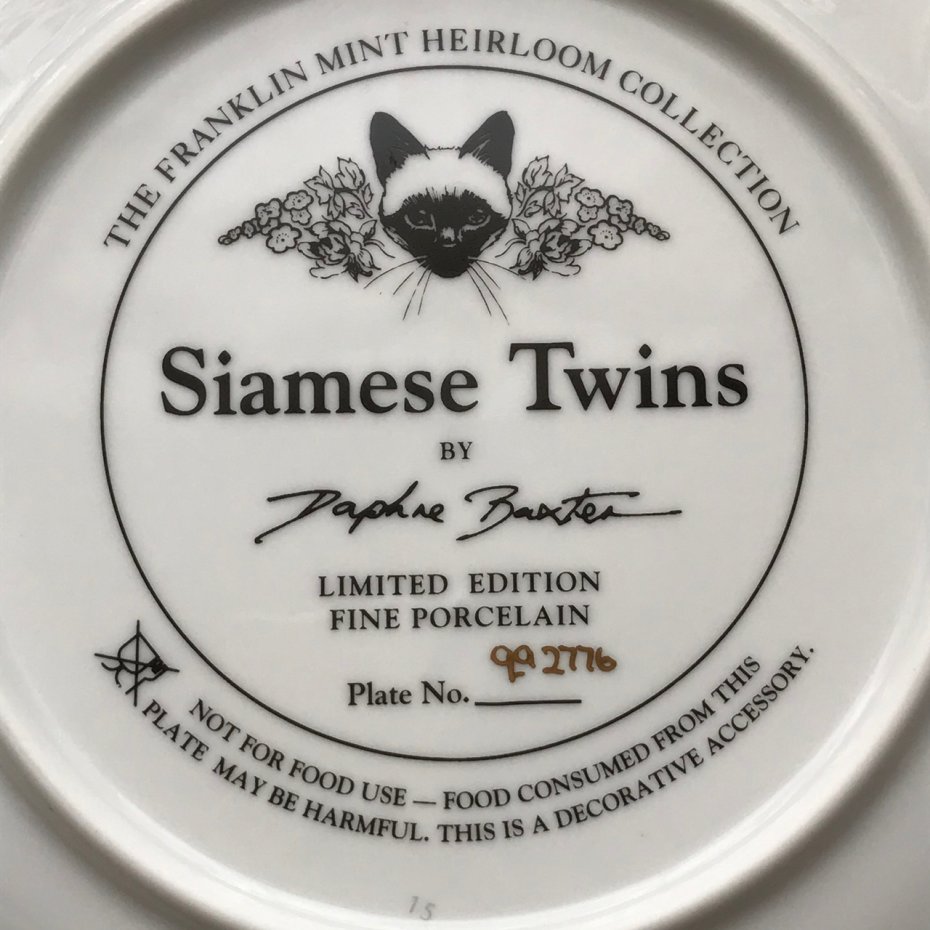 THE FRANKLIN MINT HEIRLOOM COLLECTION
Siamese Twins
BY
Daphne Baxter
LIMITED EDITION
FINE PORCELAIN
Plate No. 2776
NOT FOR FOOD USE — FOOD CONSUMED FROM THIS
PLATE MAY BE HARMFUL. THIS IS A DECORATIVE ACCESSORY.
15